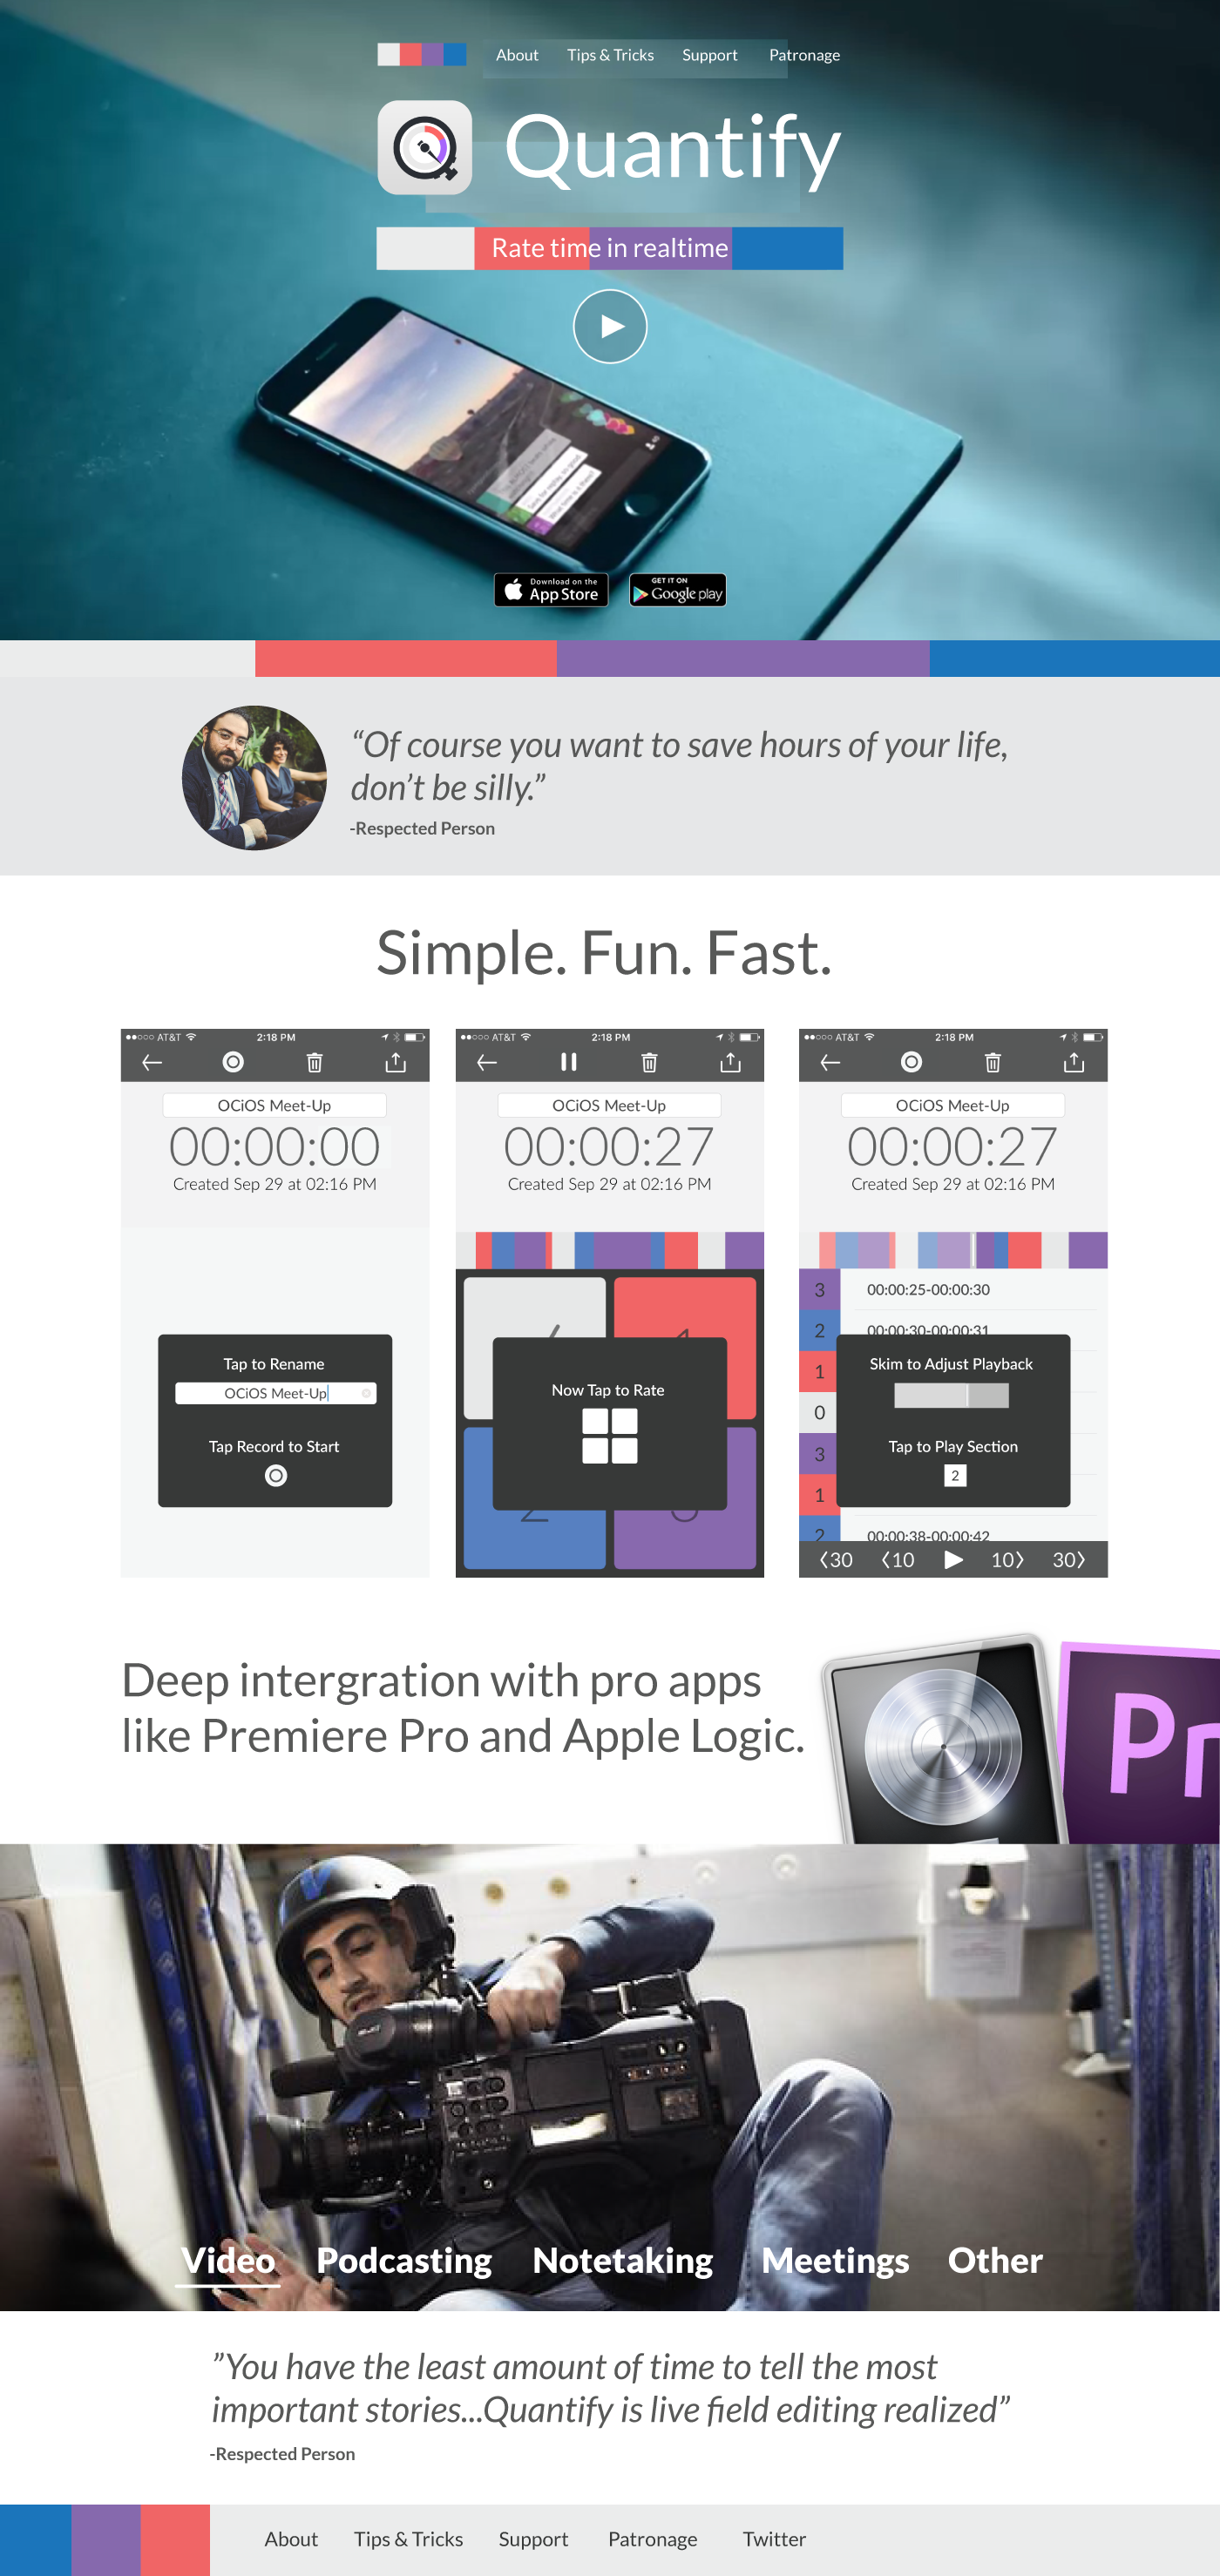 About Tips & Tricks Support Patronage
Quantify
Rate time in realtime
Download on the
App Store
GET IT ON
Google play
“Of course you want to save hours of your life,
don’t be silly.”
-Respected Person
Simple. Fun. Fast.
AT&T 2:18 PM
OCiOS Meet-Up
00:00:00
Created Sep 29 at 02:16 PM
Tap to Rename
OCiOS Meet-Up
Tap Record to Start
AT&T 2:18 PM
OCiOS Meet-Up
00:00:27
Created Sep 29 at 02:16 PM
Now Tap to Rate
AT&T 2:18 PM
OCiOS Meet-Up
00:00:27
Created Sep 29 at 02:16 PM
3 00:00:25-00:00:30
2 00:00:30-00:00:31
1
0
3
1
2 00:00:38-00:00:42
Skim to Adjust Playback
Tap to Play Section
2
30 10 10 30
Deep intergration with pro apps
like Premiere Pro and Apple Logic.
Pr
Video Podcasting Notetaking Meetings Other
”You have the least amount of time to tell the most
important stories...Quantify is live field editing realized”
-Respected Person
About Tips & Tricks Support Patronage Twitter